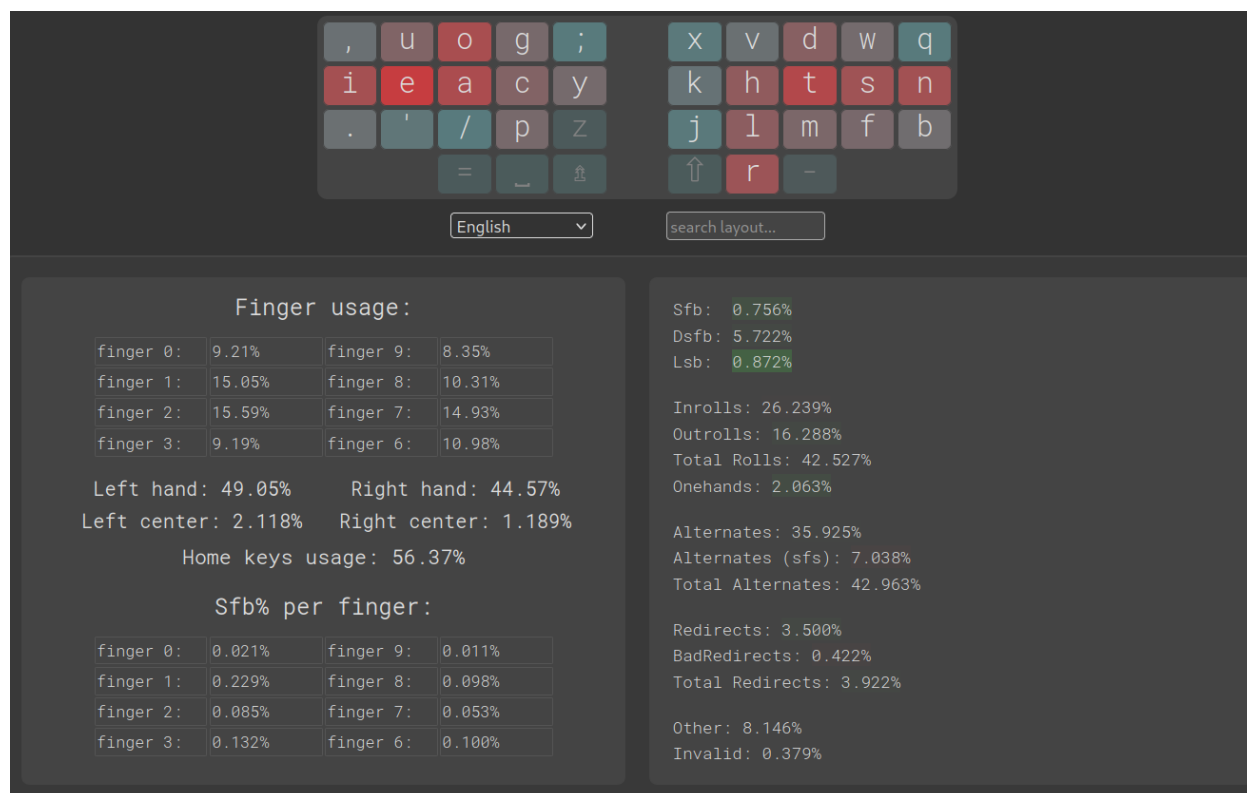 , u o g ; x v d w q
i e a c y k h t s n
. ' / p z j l m f b
= ⎵ ⇫ ⇧ r -
English search layout...
Finger usage:
finger 0: 9.21% finger 9: 8.35%
finger 1: 15.05% finger 8: 10.31%
finger 2: 15.59% finger 7: 14.93%
finger 3: 9.19% finger 6: 10.98%
Left hand: 49.05% Right hand: 44.57%
Left center: 2.118% Right center: 1.189%
Home keys usage: 56.37%
Sfb% per finger:
finger 0: 0.021% finger 9: 0.011%
finger 1: 0.229% finger 8: 0.098%
finger 2: 0.085% finger 7: 0.053%
finger 3: 0.132% finger 6: 0.100%
Sfb: 0.756%
Dsfb: 5.722%
Lsb: 0.872%
Inrolls: 26.239%
Outrolls: 16.288%
Total Rolls: 42.527%
Onehands: 2.063%
Alternates: 35.925%
Alternates (sfs): 7.038%
Total Alternates: 42.963%
Redirects: 3.500%
BadRedirects: 0.422%
Total Redirects: 3.922%
Other: 8.146%
Invalid: 0.379%